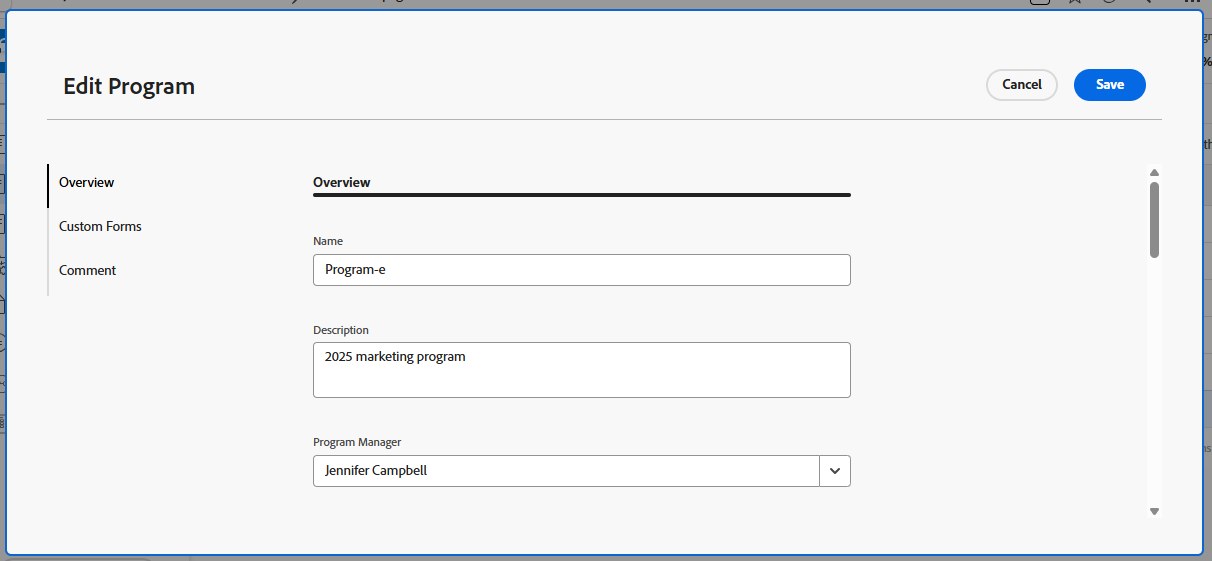 Edit Program
Cancel
Save
Overview
Custom Forms
Comment
Overview
Name
Program-e
Description
2025 marketing program
Program Manager
Jennifer Campbell